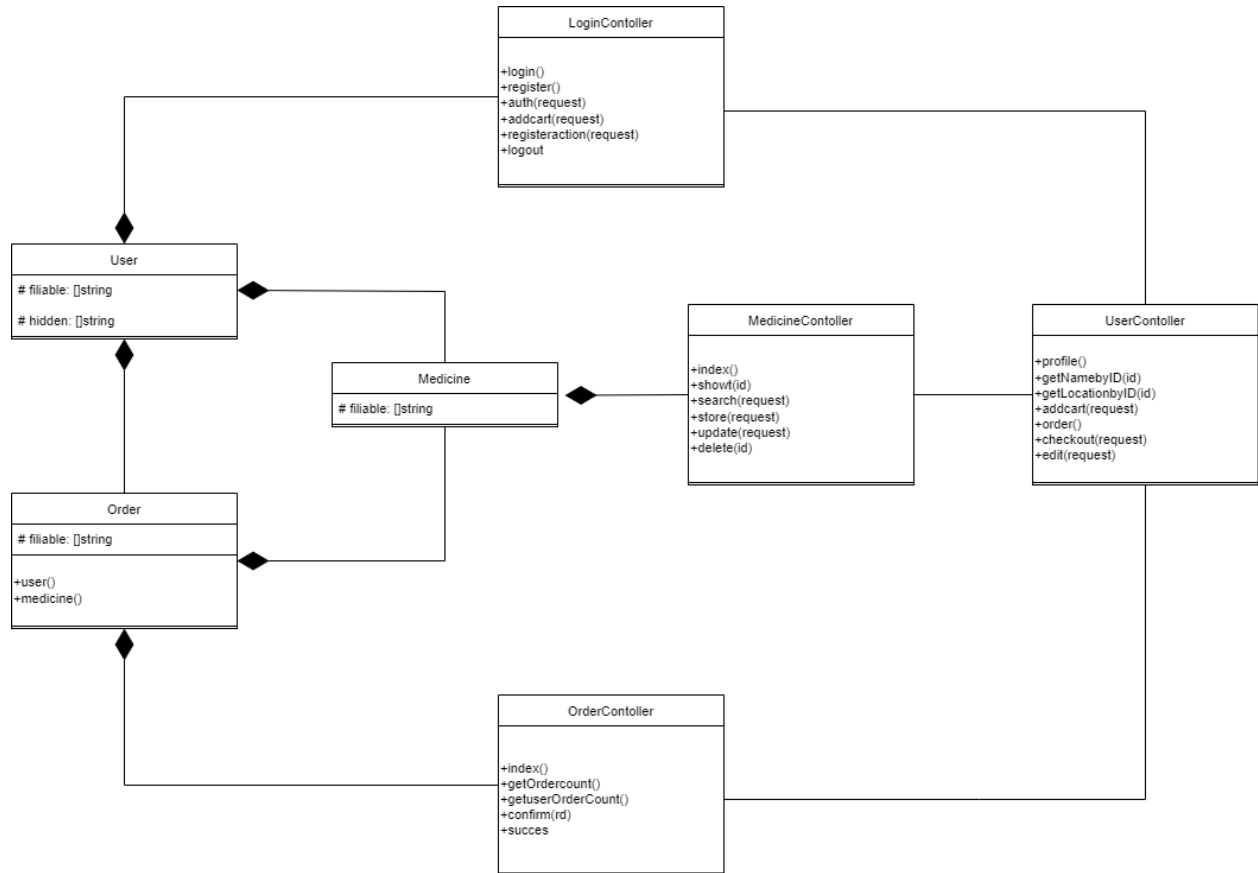 LoginContoller
+login()
+register()
+auth(request)
+addcart(request)
+registeraction(request)
+logout
User
# filiable: []string
# hidden: []string
Medicine
# filiable: []string
MedicineContoller
+index()
+showt(id)
+search(request)
+store(request)
+update(request)
+delete(id)
UserContoller
+profile()
+getNamebyID(id)
+getLocationbyID(id)
+addcart(request)
+order()
+checkout(request)
+edit(request)
Order
# filiable: []string
+user()
+medicine()
OrderContoller
+index()
+getOrdercount()
+getuserOrderCount()
+confirm(rd)
+succes